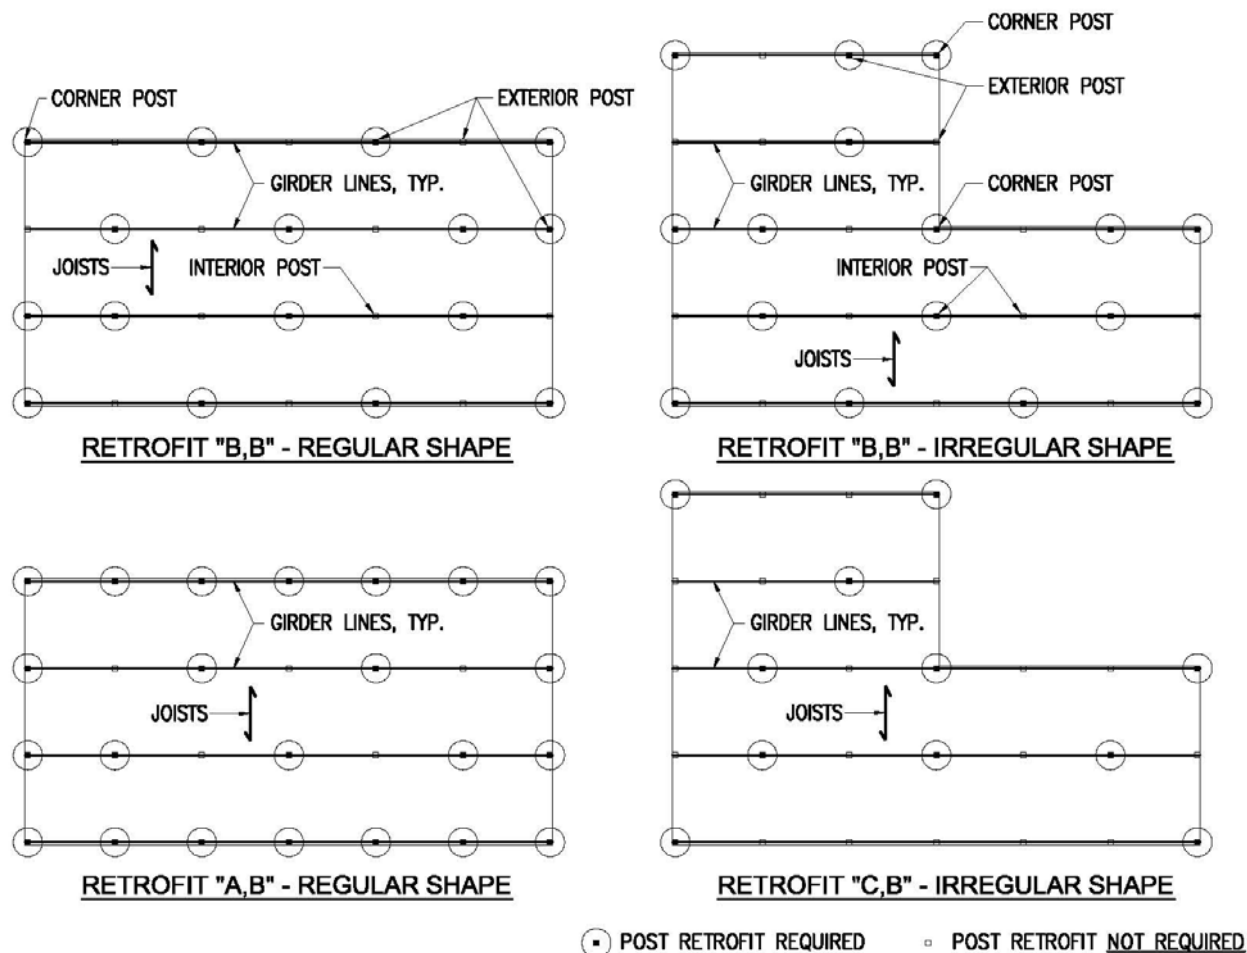 CORNER POST
EXTERIOR POST
GIRDER LINES, TYP.
JOISTS
INTERIOR POST
RETROFIT "B,B" - REGULAR SHAPE
CORNER POST
EXTERIOR POST
GIRDER LINES, TYP.
CORNER POST
INTERIOR POST
JOISTS
RETROFIT "B,B" - IRREGULAR SHAPE
GIRDER LINES, TYP.
JOISTS
RETROFIT "A,B" - REGULAR SHAPE
GIRDER LINES, TYP.
JOISTS
RETROFIT "C,B" - IRREGULAR SHAPE
POST RETROFIT REQUIRED
POST RETROFIT NOT REQUIRED